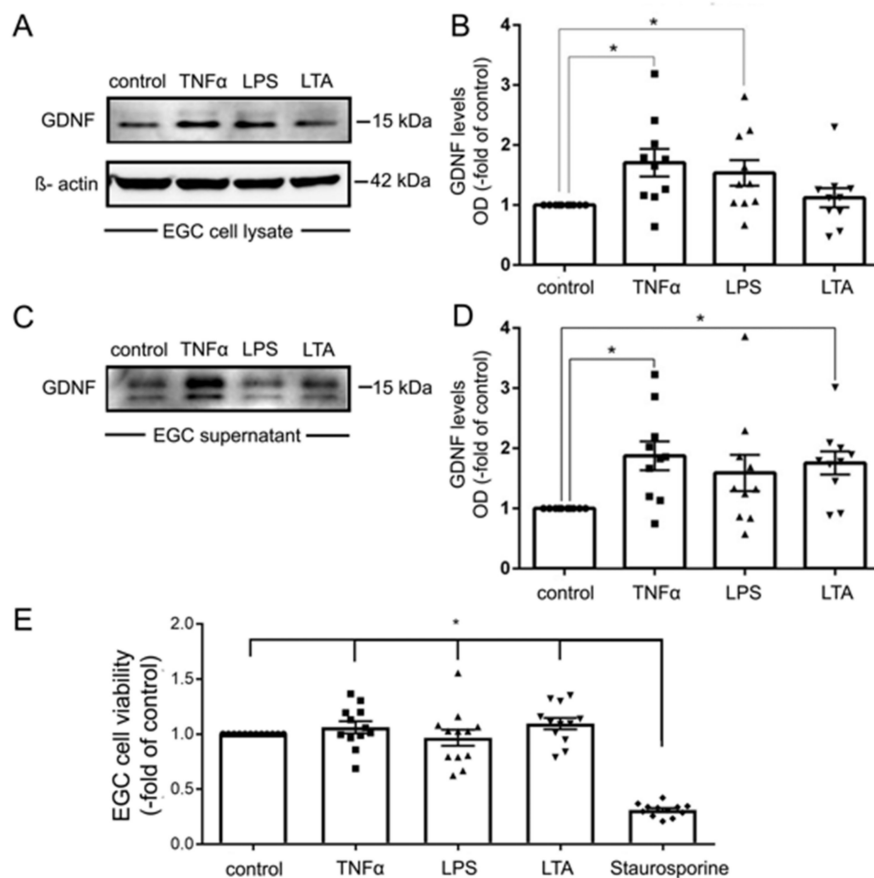 A
control TNFα LPS LTA
GDNF
15 kDa
ß- actin
42 kDa
EGC cell lysate
B
GDNF levels
OD (-fold of control)
4
3
2
1
0
*
*
control TNFα LPS LTA
C
control TNFα LPS LTA
GDNF
15 kDa
EGC supernatant
D
GDNF levels
OD (-fold of control)
4
3
2
1
0
*
*
control TNFα LPS LTA
E
EGC cell viability
(-fold of control)
2.0
1.5
1.0
0.5
0.0
*
control TNFα LPS LTA Staurosporine